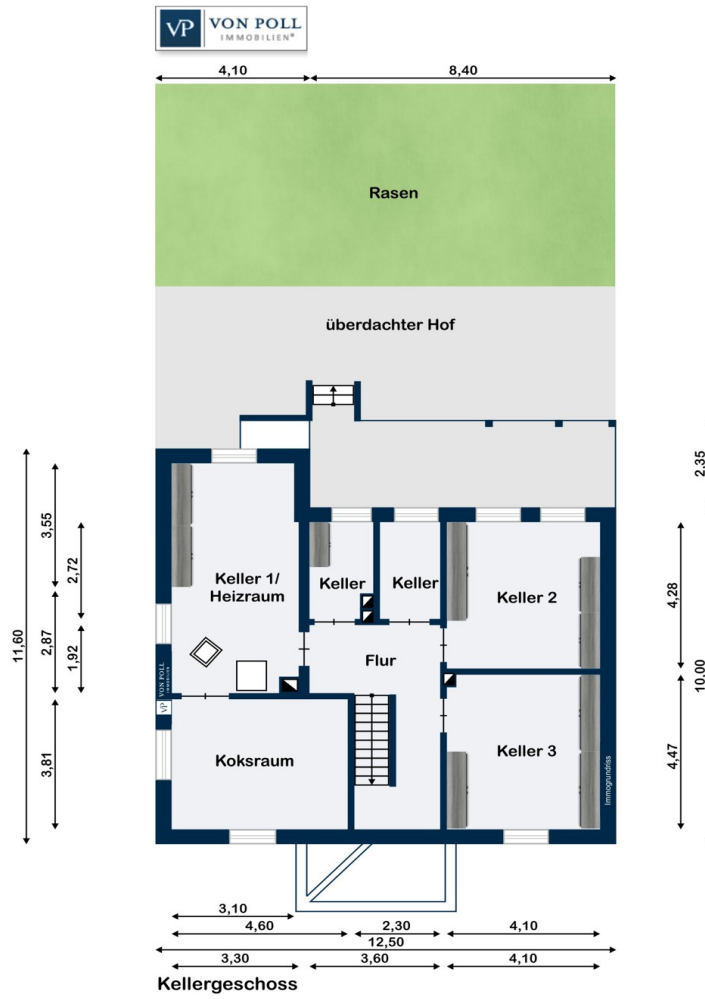 VP VON POLL
IMMOBILIEN®
4,10 8,40
Rasen
überdachter Hof
2.35
3,55
2,72
Keller 1/
Heizraum
Keller
Keller
Keller 2
4,28
11,60
2,87
1,92
Flur
10.00
VON POLL
IMMOBILIEN
VP
3,81
Koksraum
Keller 3
4,47
Immogrundriss
3,10
4,60 2,30 4,10
12,50
3,30 3,60 4,10
Kellergeschoss